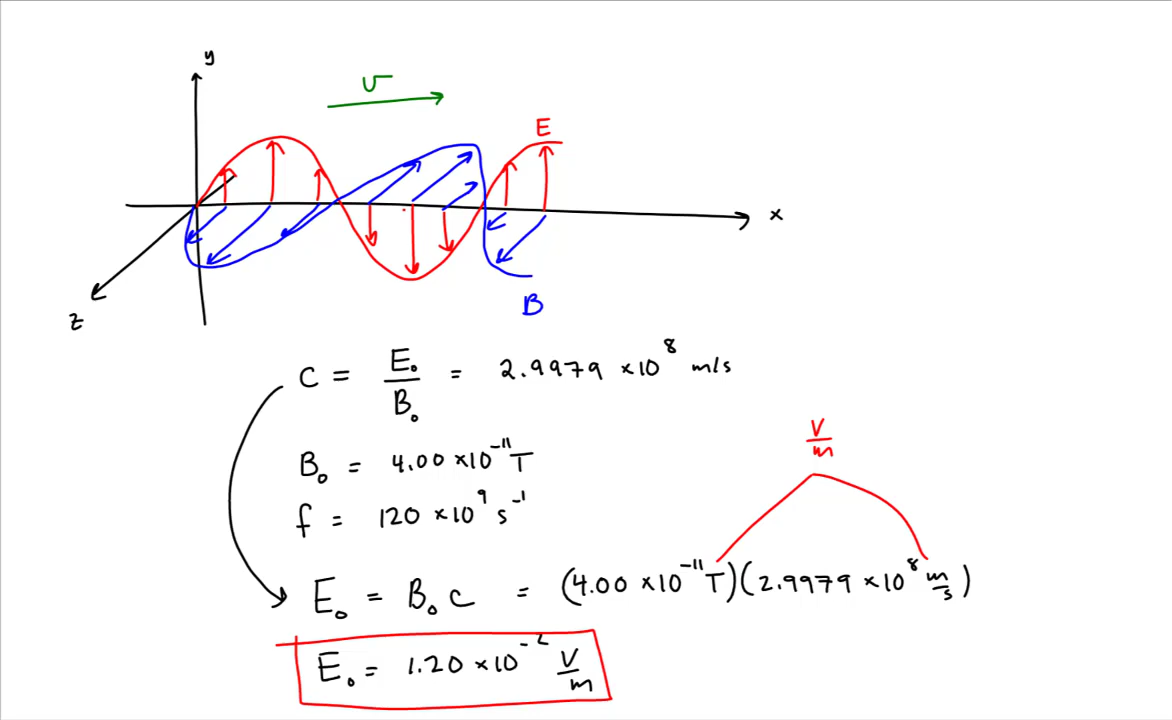 y
v
E
x
z
B
c = E₀/B₀ = 2.9979 ×10⁸ m/s
V/m
B₀ = 4.00 ×10⁻¹¹ T
f = 120 ×10⁹ s⁻¹
E₀ = B₀ c = (4.00 ×10⁻¹¹ T)(2.9979 ×10⁸ m/s)
E₀ = 1.20 ×10⁻² V/m